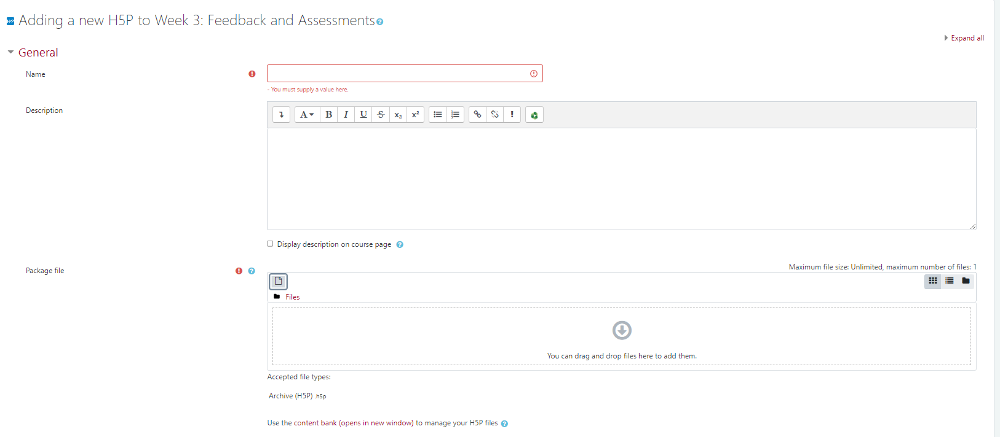 H-P Adding a new H5P to Week 3: Feedback and Assessments
Expand all
General
Name
- You must supply a value here.
Description
A B I U S x₂ x²
Display description on course page
Package file
Maximum file size: Unlimited, maximum number of files: 1
Files
You can drag and drop files here to add them.
Accepted file types:
Archive (H5P) .h5p
Use the content bank (opens in new window) to manage your H5P files